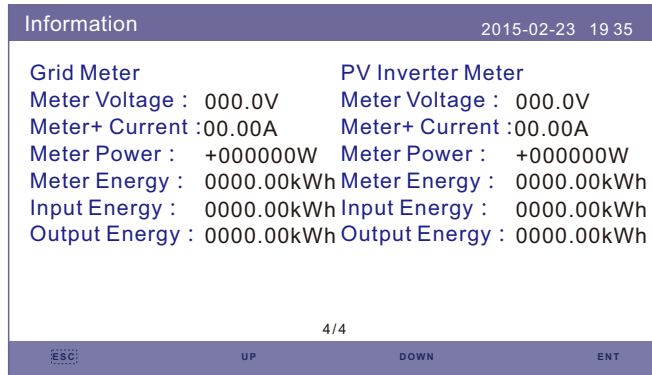 Information 2015-02-23 19 35
Grid Meter PV Inverter Meter
Meter Voltage : 000.0V Meter Voltage : 000.0V
Meter+ Current :00.00A Meter+ Current :00.00A
Meter Power : +000000W Meter Power : +000000W
Meter Energy : 0000.00kWh Meter Energy : 0000.00kWh
Input Energy : 0000.00kWh Input Energy : 0000.00kWh
Output Energy : 0000.00kWh Output Energy : 0000.00kWh
4/4
ESC UP DOWN ENT